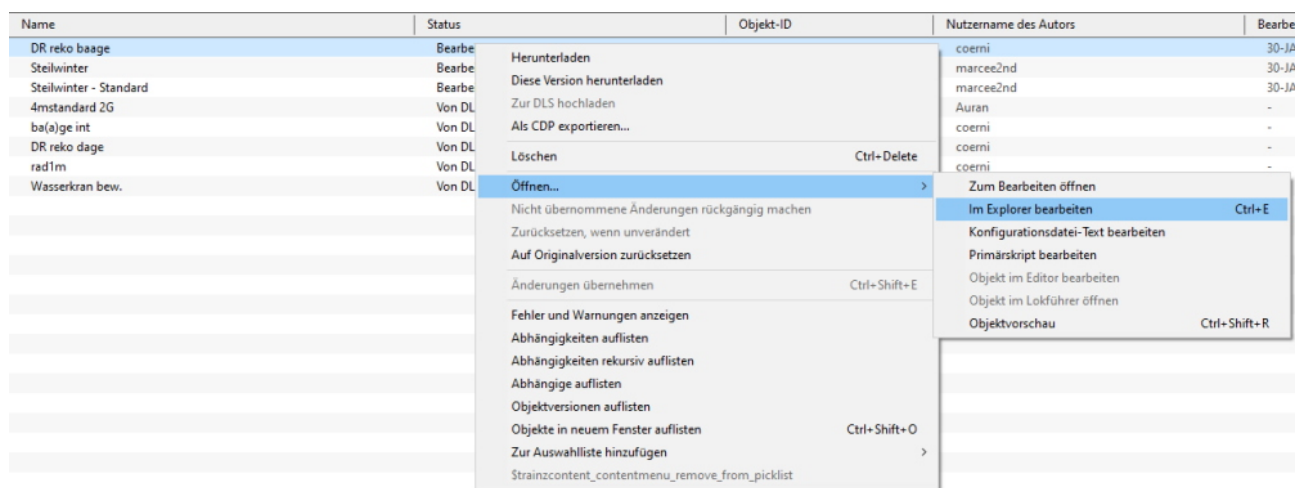 Name Status Objekt-ID Nutzername des Autors Bearbe
DR reko baage Bearbe coerni 30-JA
Steilwinter Bearbe marcee2nd 30-JA
Steilwinter - Standard Bearbe marcee2nd 30-JA
4mstandard 2G Von DL Auran -
ba(a)ge int Von DL coerni -
DR reko dage Von DL coerni -
rad1m Von DL coerni -
Wasserkran bew. Von DL
Herunterladen
Diese Version herunterladen
Zur DLS hochladen
Als CDP exportieren...
Löschen Ctrl+Delete
Öffnen... >
Nicht übernommene Änderungen rückgängig machen
Zurücksetzen, wenn unverändert
Auf Originalversion zurücksetzen
Änderungen übernehmen Ctrl+Shift+E
Fehler und Warnungen anzeigen
Abhängigkeiten auflisten
Abhängigkeiten rekursiv auflisten
Abhängige auflisten
Objektversionen auflisten
Objekte in neuem Fenster auflisten Ctrl+Shift+O
Zur Auswahlliste hinzufügen >
$trainzcontent_contentmenu_remove_from_picklist
Zum Bearbeiten öffnen
Im Explorer bearbeiten Ctrl+E
Konfigurationsdatei-Text bearbeiten
Primärskript bearbeiten
Objekt im Editor bearbeiten
Objekt im Lokführer öffnen
Objektvorschau Ctrl+Shift+R